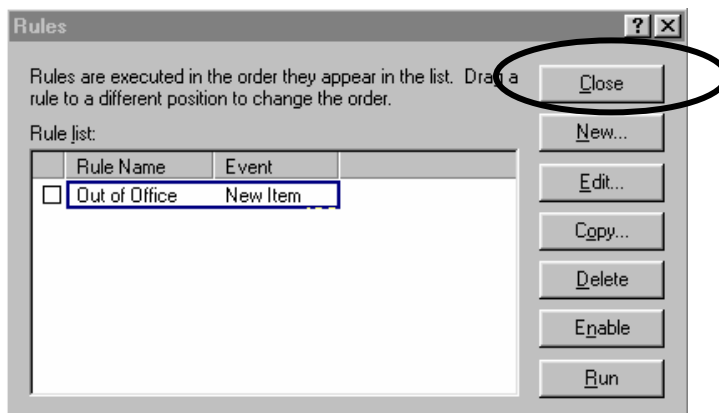 Rules
Rules are executed in the order they appear in the list. Drag a
rule to a different position to change the order.
Rule list:
Rule Name Event
Out of Office New Item
Close
New...
Edit...
Copy...
Delete
Enable
Run